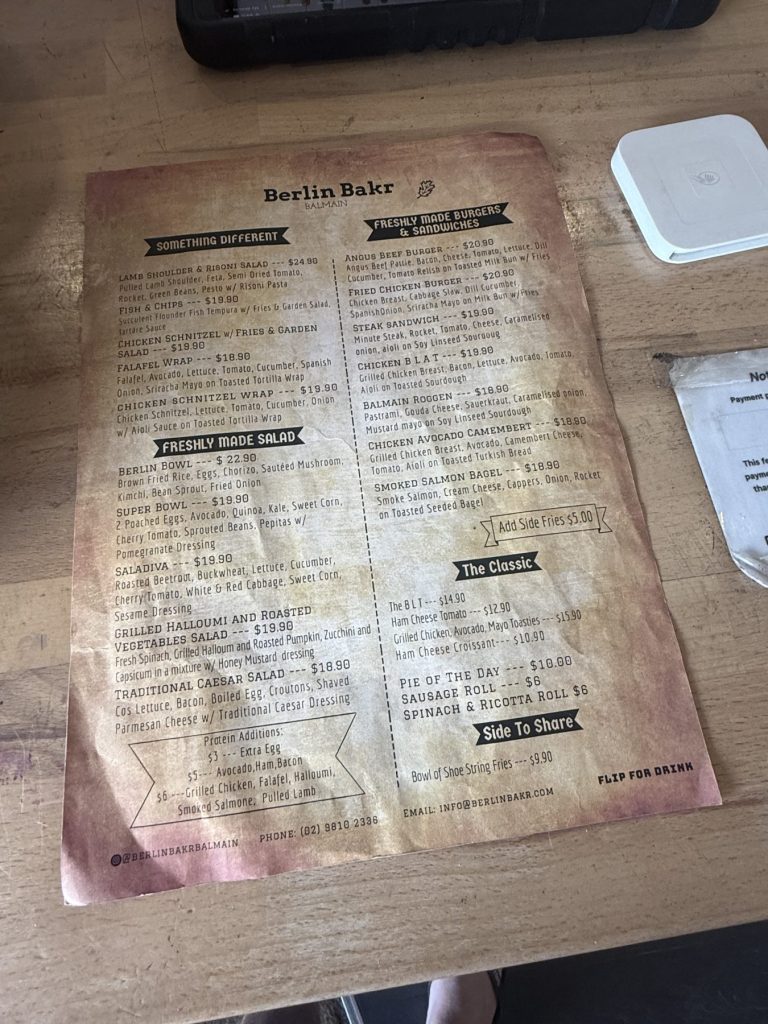 Berlin Bakr
BALMAIN
SOMETHING DIFFERENT
LAMB SHOULDER & RISONI SALAD --- $24.90
Pulled Lamb Shoulder, Feta, Semi Dried Tomato,
Rocket, Green Beans, Pesto w/ Risoni Pasta
FISH & CHIPS --- $19.90
Succulent Flounder Fish Tempura w/ Fries & Garden Salad,
Tartare Sauce
CHICKEN SCHNITZEL w/ FRIES & GARDEN
SALAD --- $19.90
FALAFEL WRAP --- $18.90
Falafel, Avocado, Lettuce, Tomato, Cucumber, Spanish
Onion, Sriracha Mayo on Toasted Tortilla Wrap
CHICKEN SCHNITZEL WRAP --- $19.90
Chicken Schnitzel, Lettuce, Tomato, Cucumber, Onion
w/ Aioli Sauce on Toasted Tortilla Wrap
FRESHLY MADE SALAD
BERLIN BOWL --- $ 22.90
Brown Fried Rice, Eggs, Chorizo, Sautéed Mushroom,
Kimchi, Bean Sprout, Fried Onion
SUPER BOWL --- $19.90
2 Poached Eggs, Avocado, Quinoa, Kale, Sweet Corn,
Cherry Tomato, Sprouted Beans, Pepitas w/
Pomegranate Dressing
SALADIVA --- $19.90
Roasted Beetroot, Buckwheat, Lettuce, Cucumber,
Cherry Tomato, White & Red Cabbage, Sweet Corn,
Sesame Dressing
GRILLED HALLOUMI AND ROASTED
VEGETABLES SALAD --- $19.90
Fresh Spinach, Grilled Halloum and Roasted Pumpkin, Zucchini and
Capsicum in a mixture w/ Honey Mustard dressing
TRADITIONAL CAESAR SALAD --- $18.90
Cos Lettuce, Bacon, Boiled Egg, Croutons, Shaved
Parmesan Cheese w/ Traditional Caesar Dressing
Protein Additions:
$3 --- Extra Egg
$5--- Avocado,Ham,Bacon
$6 ---Grilled Chicken, Falafel, Halloumi,
Smoked Salmone, Pulled Lamb
FRESHLY MADE BURGERS
& SANDWICHES
ANGUS BEEF BURGER --- $20.90
Angus Beef Pattie, Bacon, Cheese, Tomato, Lettuce, Dill
Cucumber, Tomato Relish on Toasted Milk Bun w/ Fries
FRIED CHICKEN BURGER --- $20.90
Chicken Breast, Cabbage Slaw, Dill Cucumber,
SpanishOnion, Sriracha Mayo on Milk Bun w/Fries
STEAK SANDWICH --- $19.90
Minute Steak, Rocket, Tomato, Cheese, Caramelised
onion, aioli on Soy Linseed Sourdoug
CHICKEN B L A T --- $19.90
Grilled Chicken Breast, Bacon, Lettuce, Avocado, Tomato,
Aioli on Toasted Sourdough
BALMAIN ROGGEN --- $18.90
Pastrami, Gouda Cheese, Sauerkraut, Caramelised onion,
Mustard mayo on Soy Linseed Sourdough
CHICKEN AVOCADO CAMEMBERT --- $18.90
Grilled Chicken Breast, Avocado, Camembert Cheese,
Tomato, Aioli on Toasted Turkish Bread
SMOKED SALMON BAGEL --- $18.90
Smoke Salmon, Cream Cheese, Cappers, Onion, Rocket
on Toasted Seeded Bagel
Add Side Fries $5.00
The Classic
The B L T --- $14.90
Ham Cheese Tomato --- $12.90
Grilled Chicken, Avocado, Mayo Toasties --- $15.90
Ham Cheese Croissant--- $10.90
PIE OF THE DAY --- $10.00
SAUSAGE ROLL --- $6
SPINACH & RICOTTA ROLL $6
Side To Share
Bowl of Shoe String Fries --- $9.90
FLIP FOR DRINK
@BERLINBAKRBALMAIN
PHONE: (02) 9810 2336
EMAIL: INFO@BERLINBAKR.COM
Payment
This